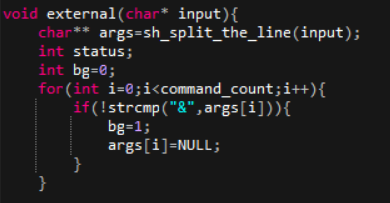 void external(char* input){
    char** args=sh_split_the_line(input);
    int status;
    int bg=0;
    for(int i=0;i<command_count;i++){
        if(!strcmp("&",args[i])){
            bg=1;
            args[i]=NULL;
        }
    }